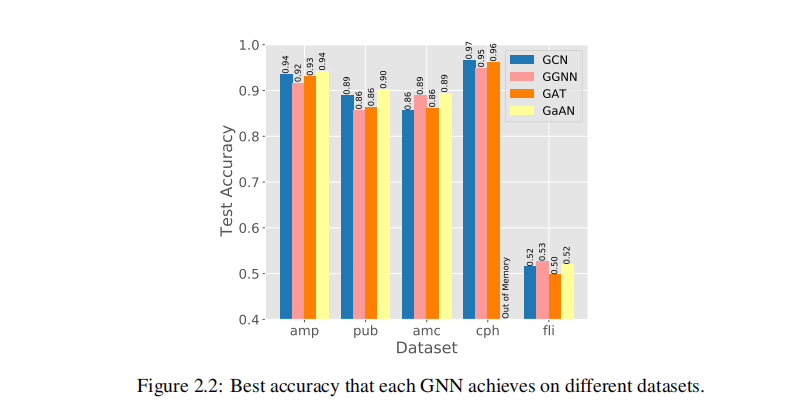 1.0
0.9
0.8
0.7
0.6
0.5
0.4
Test Accuracy
0.94
0.92
0.93
0.94
0.89
0.86
0.86
0.90
0.86
0.89
0.86
0.89
0.97
0.95
0.96
Out of Memory
0.52
0.53
0.50
0.52
GCN
GGNN
GAT
GaAN
amp pub amc cph fli
Dataset
Figure 2.2: Best accuracy that each GNN achieves on different datasets.